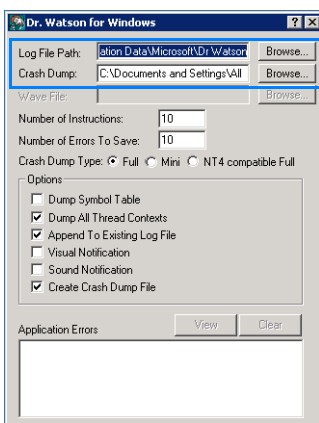 Dr. Watson for Windows
Log File Path: ation Data\Microsoft\Dr Watson Browse...
Crash Dump: C:\Documents and Settings\All Browse...
Wave File: Browse...
Number of Instructions: 10
Number of Errors To Save: 10
Crash Dump Type: Full Mini NT4 compatible Full
Options
Dump Symbol Table
Dump All Thread Contexts
Append To Existing Log File
Visual Notification
Sound Notification
Create Crash Dump File
Application Errors View Clear